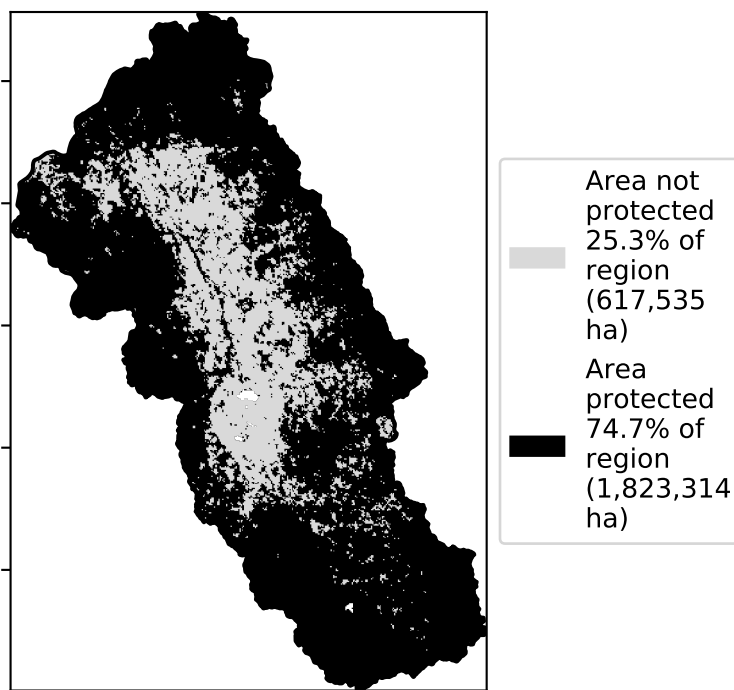 Area not
protected
25.3% of
region
(617,535
ha)
Area
protected
74.7% of
region
(1,823,314
ha)